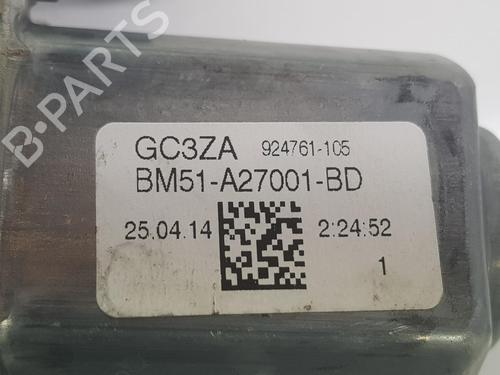 GC3ZA 924761-105
BM51-A27001-BD
25.04.14 2:24:52
1
B-PARTS